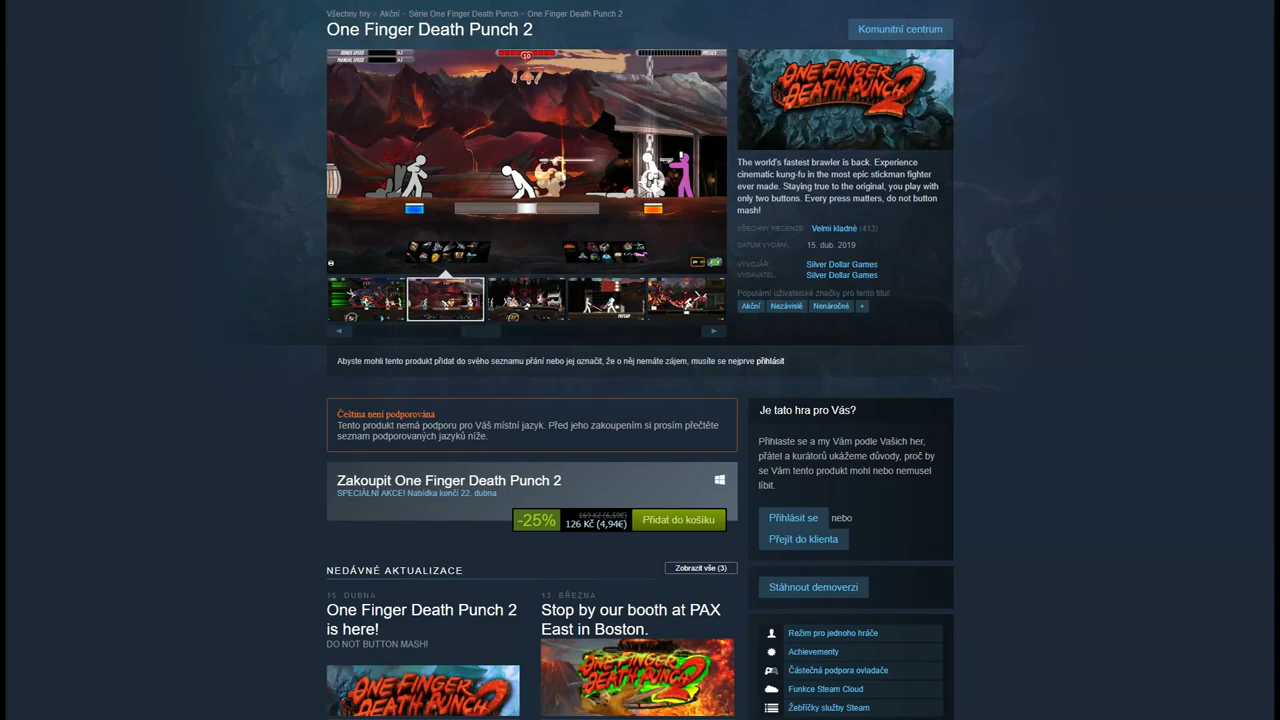 Všechny hry > Akční > Série One Finger Death Punch > One Finger Death Punch 2
One Finger Death Punch 2
Komunitní centrum
10
ONE FINGER
DEATH PUNCH 2
The world's fastest brawler is back. Experience
cinematic kung-fu in the most epic stickman fighter
ever made. Staying true to the original, you play with
only two buttons. Every press matters, do not button
mash!
VŠECHNY RECENZE: Velmi kladné (413)
DATUM VYDÁNÍ: 15. dub. 2019
VÝVOJÁŘ: Silver Dollar Games
VYDAVATEL: Silver Dollar Games
Populární uživatelské značky pro tento titul:
Akční Nezávislé Nenáročné +
Abyste mohli tento produkt přidat do svého seznamu přání nebo jej označit, že o něj nemáte zájem, musíte se nejprve přihlásit
Čeština není podporována
Tento produkt nemá podporu pro Váš místní jazyk. Před jeho zakoupením si prosím přečtěte
seznam podporovaných jazyků níže.
Zakoupit One Finger Death Punch 2
SPECIÁLNÍ AKCE! Nabídka končí 22. dubna
-25% 169 Kč (6,59€)
126 Kč (4,94€) Přidat do košíku
NEDÁVNÉ AKTUALIZACE
Zobrazit vše (3)
15. DUBNA
One Finger Death Punch 2
is here!
DO NOT BUTTON MASH!
ONE FINGER
DEATH PUNCH 2
13. BŘEZNA
Stop by our booth at PAX
East in Boston.
ONE FINGER
DEATH PUNCH 2
Je tato hra pro Vás?
Přihlaste se a my Vám podle Vašich her,
přátel a kurátorů ukážeme důvody, proč by
se Vám tento produkt mohl nebo nemusel
líbit.
Přihlásit se nebo
Přejít do klienta
Stáhnout demoverzi
Režim pro jednoho hráče
Achievementy
Částečná podpora ovladače
Funkce Steam Cloud
Žebříčky služby Steam